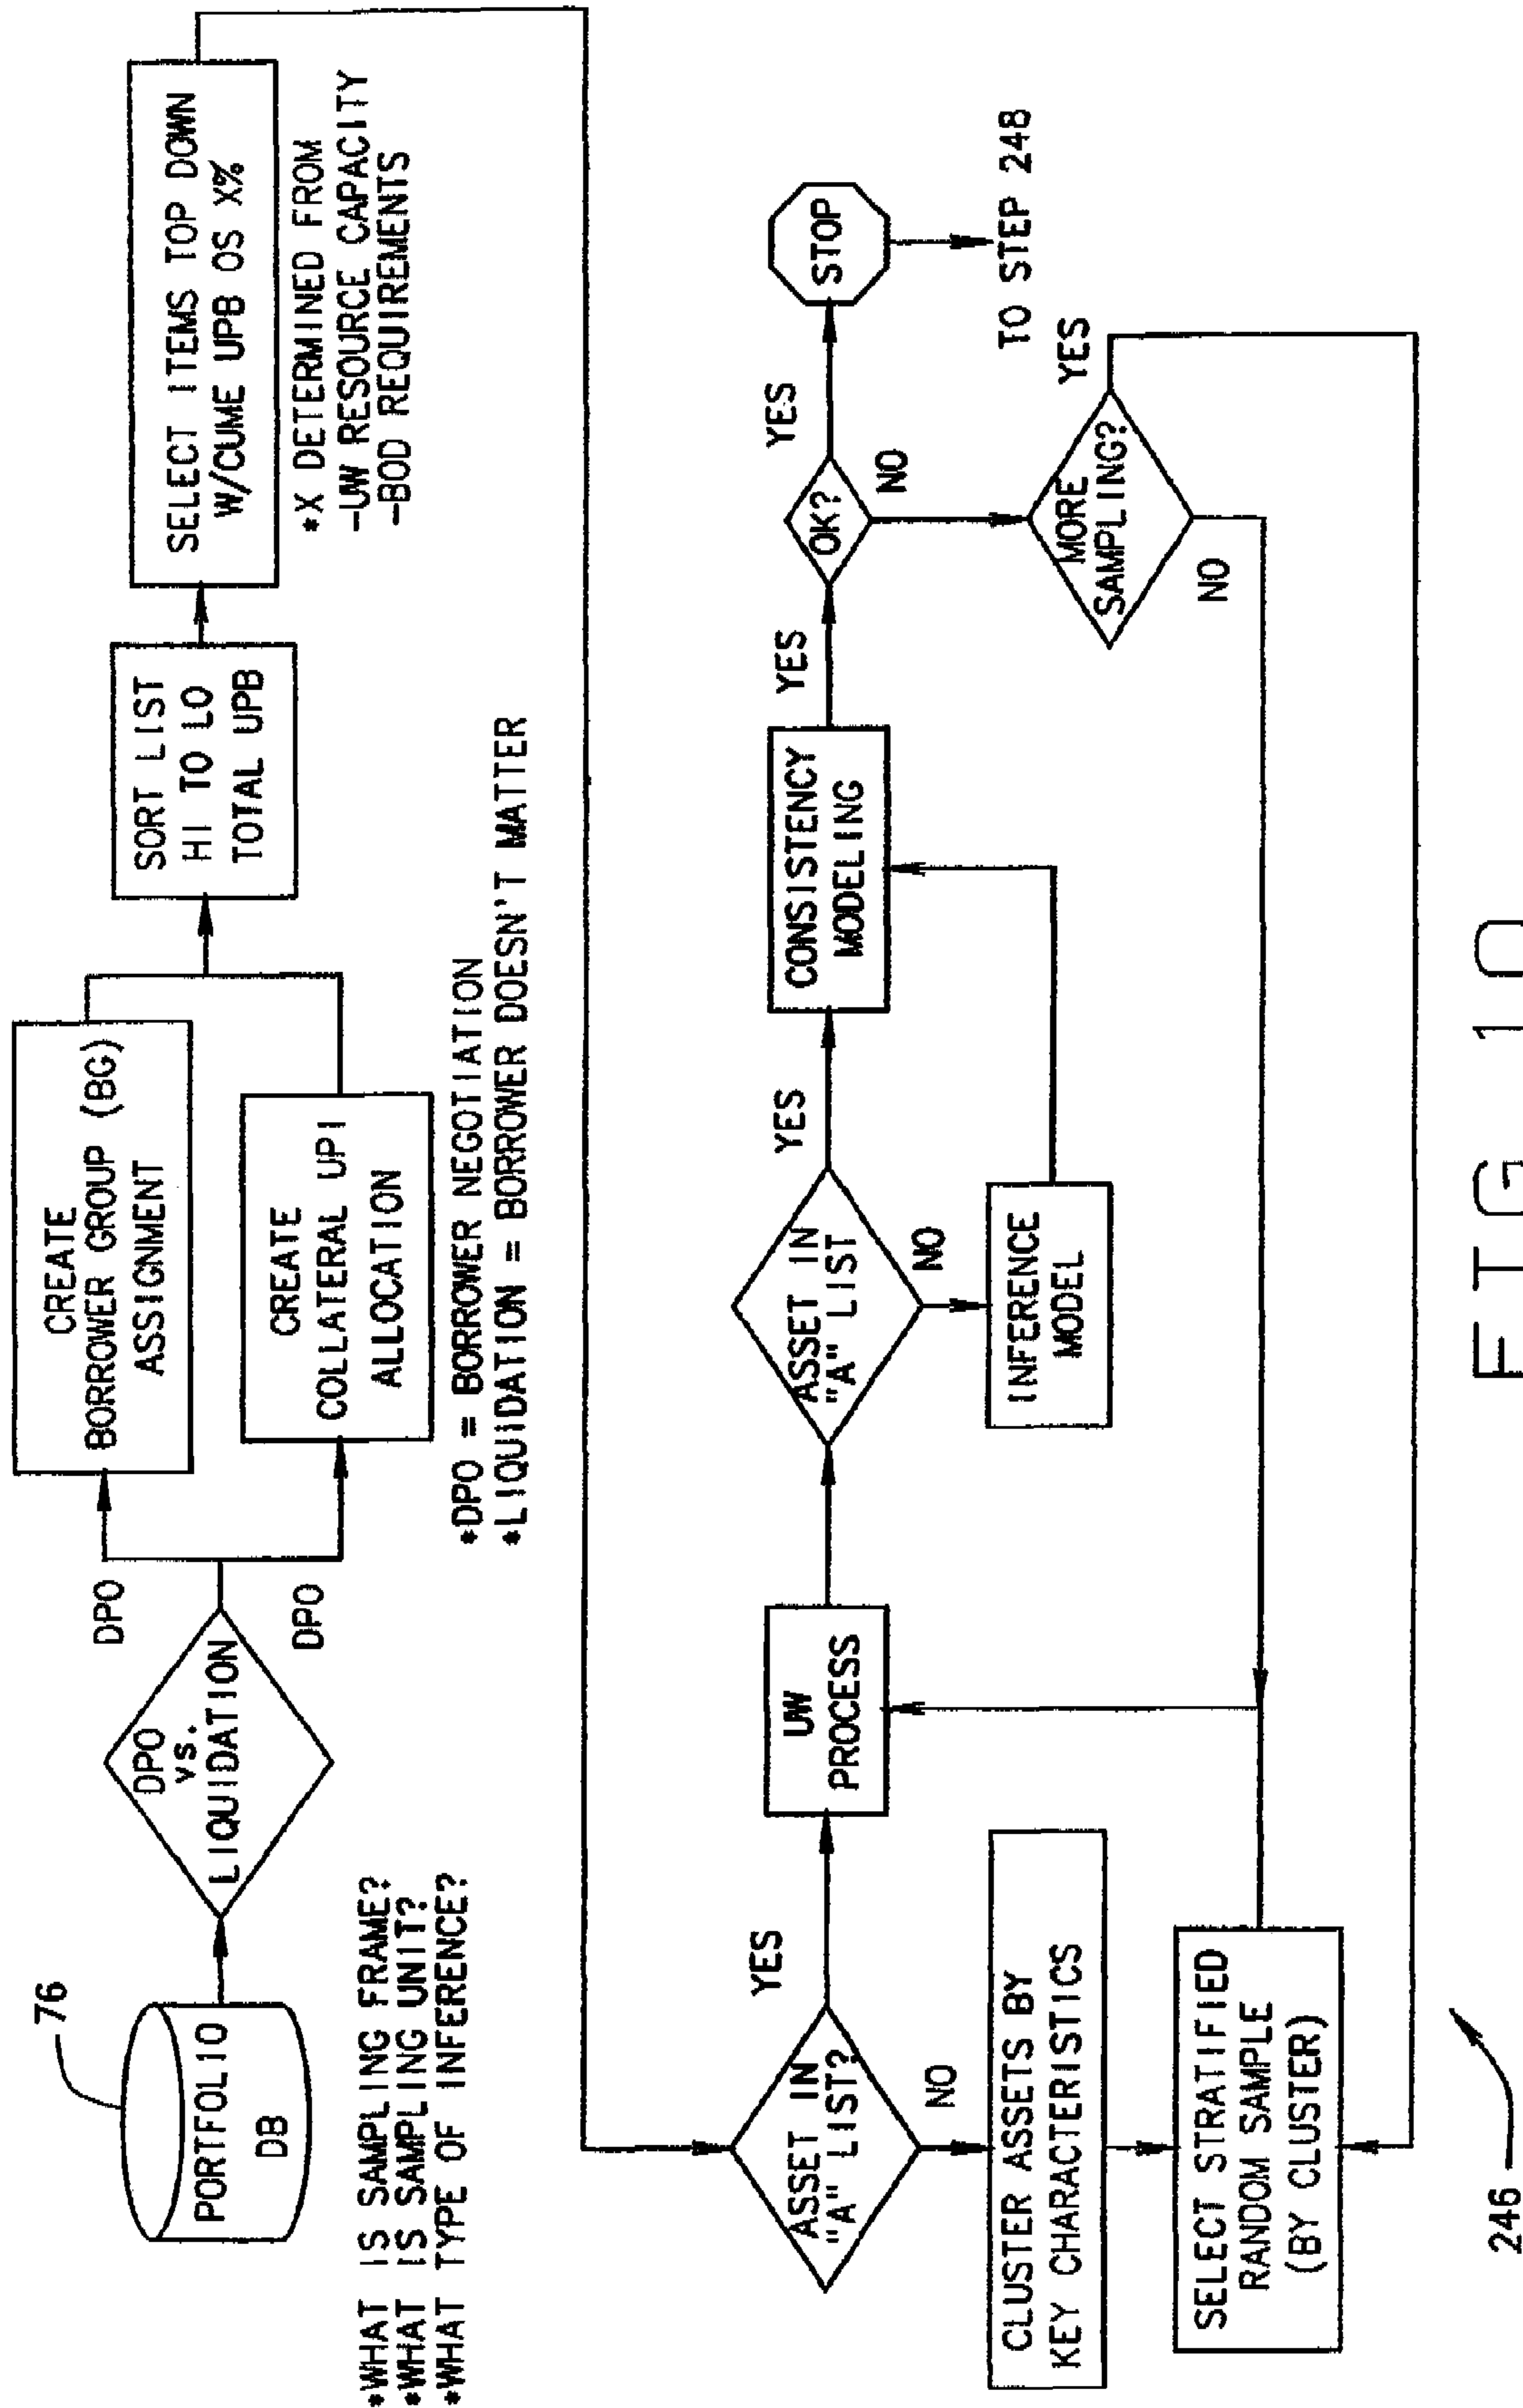 76
PORTFOLIO
DB
*WHAT IS SAMPLING FRAME?
*WHAT IS SAMPLING UNIT?
*WHAT TYPE OF INFERENCE?
DPO
vs.
LIQUIDATION
DPO
DPO
CREATE
BORROWER GROUP (BG)
ASSIGNMENT
CREATE
COLLATERAL UPI
ALLOCATION
*DPO = BORROWER NEGOTIATION
*LIQUIDATION = BORROWER DOESN'T MATTER
SORT LIST
HI TO LO
TOTAL UPB
SELECT ITEMS TOP DOWN
W/CUME UPB OS X%
*X DETERMINED FROM
-UW RESOURCE CAPACITY
-BOD REQUIREMENTS
ASSET IN
"A" LIST?
YES
NO
CLUSTER ASSETS BY
KEY CHARACTERISTICS
SELECT STRATIFIED
RANDOM SAMPLE
(BY CLUSTER)
UW
PROCESS
ASSET IN
"A" LIST
YES
NO
INFERENCE
MODEL
CONSISTENCY
MODELING
YES
OK?
YES
NO
STOP
TO STEP 248
MORE
SAMPLING?
YES
NO
246
FIG 10